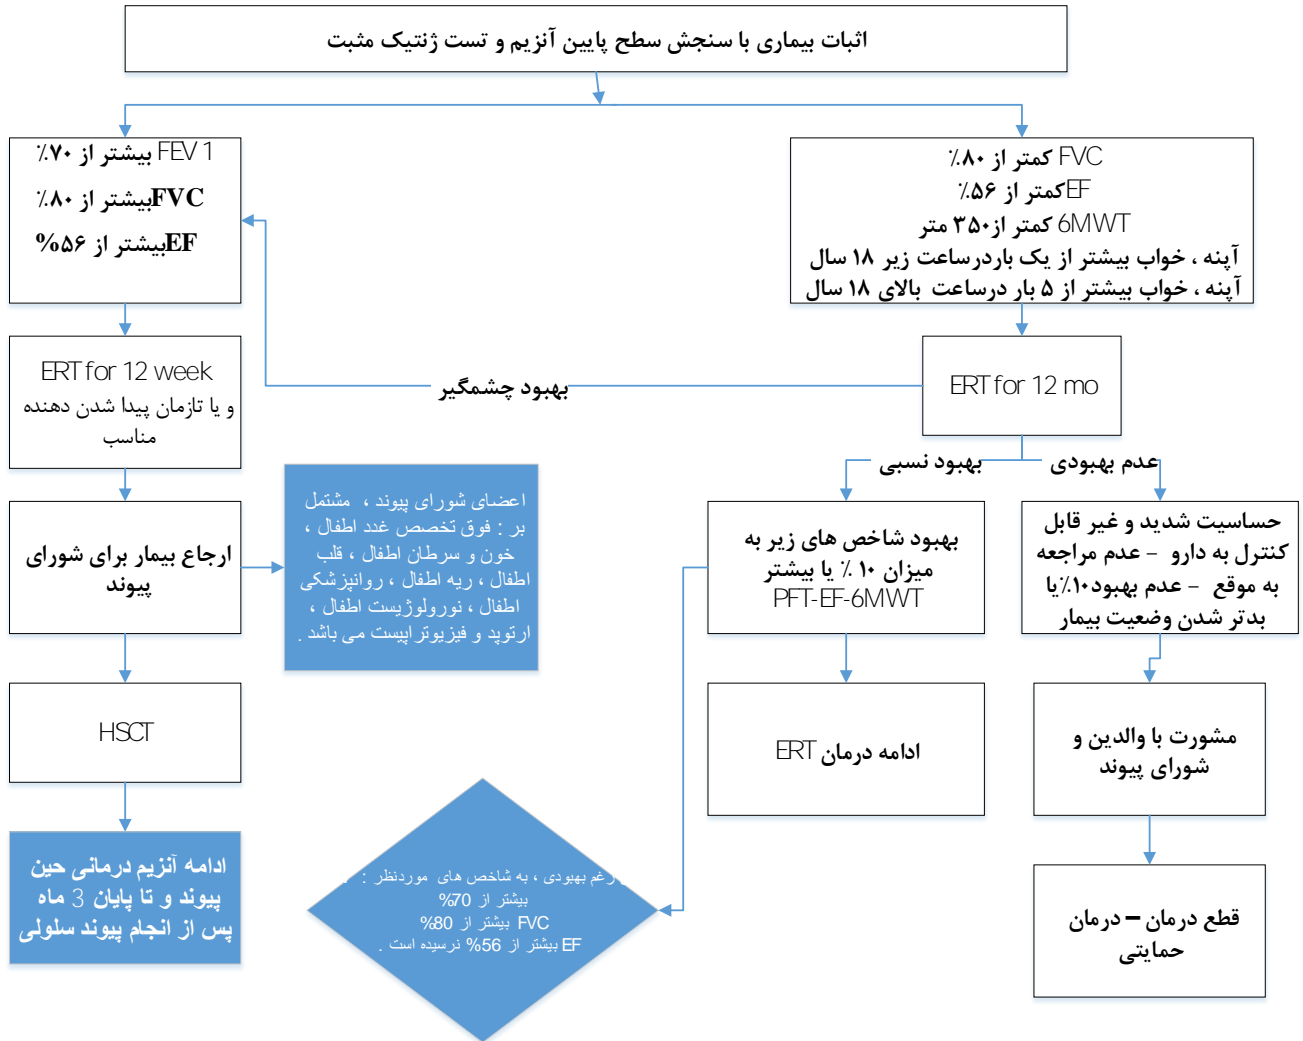 اثبات بیماری با سنجش سطح پایین آنزیم و تست ژنتیک مثبت
FVC کمتر از ۸۰٪
EF کمتر از ۵۶٪
6MWT کمتر از ۳۵۰ متر
آپنه ، خواب بیشتر از یک باردرساعت زیر ۱۸ سال
آپنه ، خواب بیشتر از ۵ بار درساعت بالای ۱۸ سال
FEV 1 بیشتر از ۷۰٪
FVC بیشتر از ۸۰٪
EF بیشتر از ۵۶%
ERT for 12 mo
بهبود چشمگیر
ERT for 12 week
و یا تازمان پیدا شدن دهنده
مناسب
عدم بهبودی
بهبود نسبی
حساسیت شدید و غیر قابل
کنترل به دارو - عدم مراجعه
به موقع - عدم بهبود۱۰٪یا
بدتر شدن وضعیت بیمار
بهبود شاخص های زیر به
میزان ۱۰ ٪ یا بیشتر
PFT-EF-6MWT
اعضای شورای پیوند ، مشتمل
بر : فوق تخصص غدد اطفال ،
خون و سرطان اطفال ، قلب
اطفال ، ریه اطفال ، روانپزشکی
اطفال ، نورولوژیست اطفال ،
ارتوپد و فیزیوتراپیست می باشد .
ارجاع بیمار برای شورای
پیوند
مشورت با والدین و
شورای پیوند
ادامه درمان ERT
HSCT
رغم بهبودی ، به شاخص های موردنظر :
بیشتر از 70%
FVC بیشتر از 80%
EF بیشتر از 56% نرسیده است .
قطع درمان – درمان
حمایتی
ادامه آنزیم درمانی حین
پیوند و تا پایان 3 ماه
پس از انجام پیوند سلولی